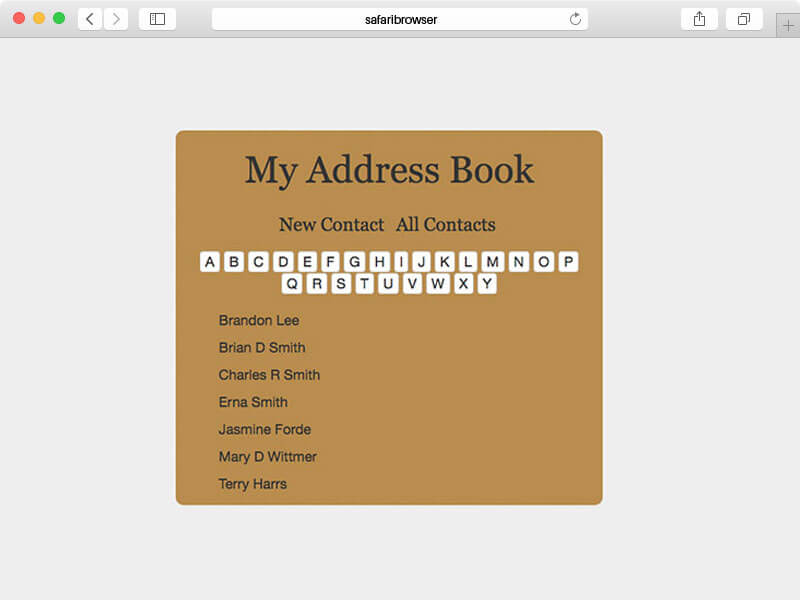 safaribrowser
My Address Book
New Contact All Contacts
A B C D E F G H I J K L M N O P
Q R S T U V W X Y
Brandon Lee
Brian D Smith
Charles R Smith
Erna Smith
Jasmine Forde
Mary D Wittmer
Terry Harrs